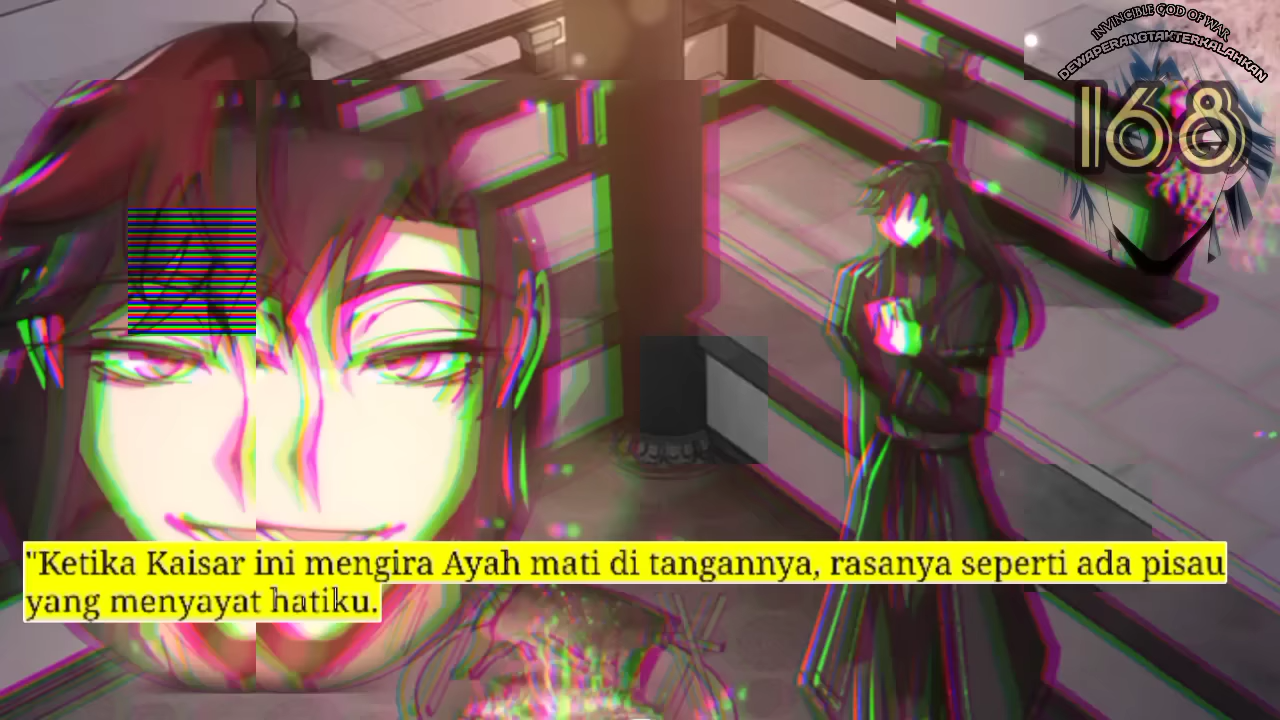 INVINCIBLE GOD OF WAR
DEWAPERANGTAKTERKALAHKAN
168
"Ketika Kaisar ini mengira Ayah mati di tangannya, rasanya seperti ada pisau
yang menyayat hatiku.